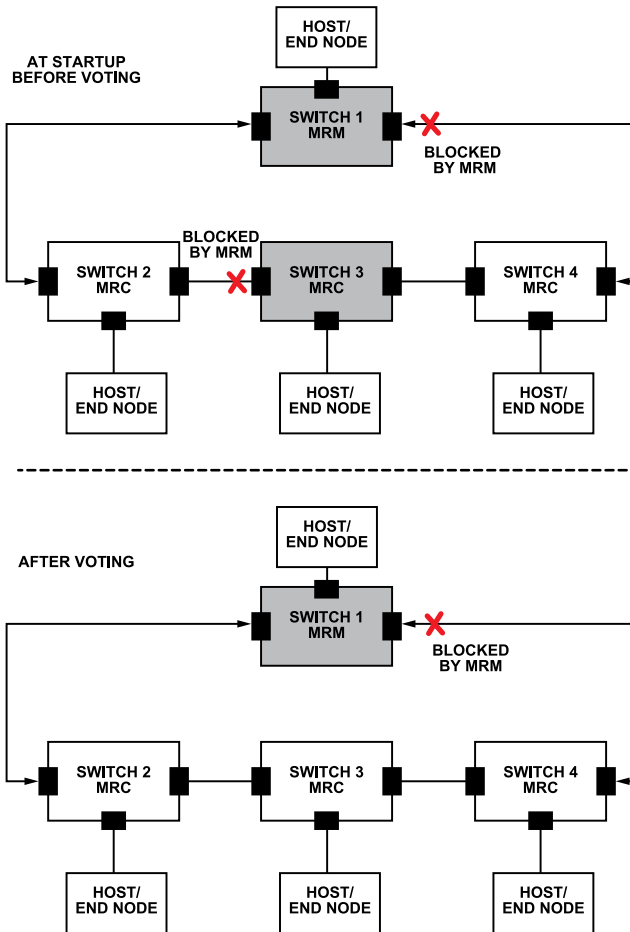 HOST/
END NODE
AT STARTUP
BEFORE VOTING
SWITCH 1
MRM
BLOCKED
BY MRM
BLOCKED
BY MRM
SWITCH 2
MRC
SWITCH 3
MRC
SWITCH 4
MRC
HOST/
END NODE
HOST/
END NODE
HOST/
END NODE
HOST/
END NODE
AFTER VOTING
SWITCH 1
MRM
BLOCKED
BY MRM
SWITCH 2
MRC
SWITCH 3
MRC
SWITCH 4
MRC
HOST/
END NODE
HOST/
END NODE
HOST/
END NODE